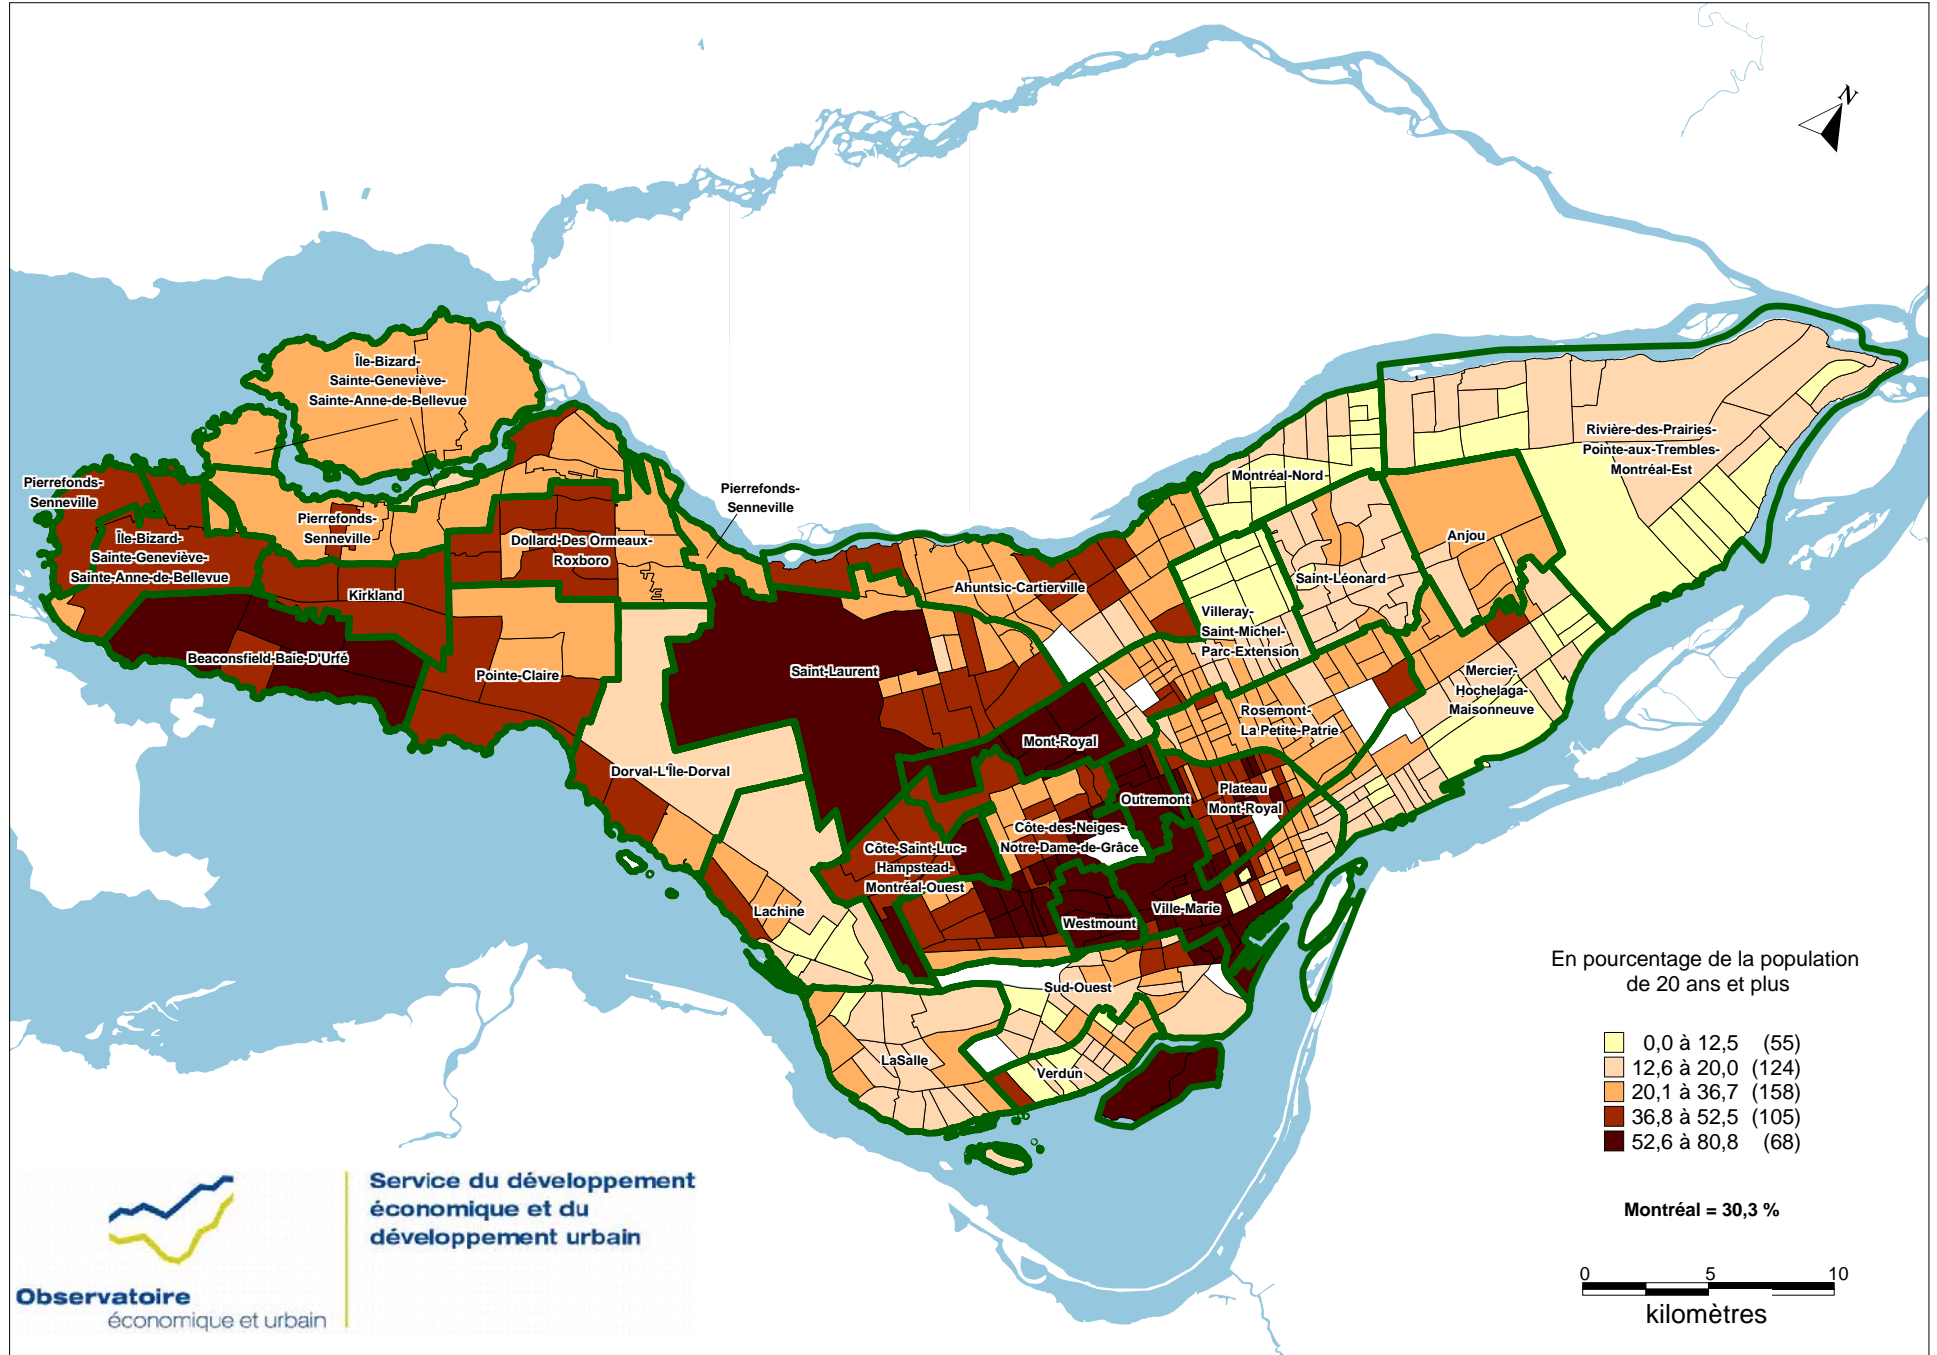 N
Île-Bizard-
Sainte-Geneviève-
Sainte-Anne-de-Bellevue
Pierrefonds-
Senneville
Île-Bizard-
Sainte-Geneviève-
Sainte-Anne-de-Bellevue
Pierrefonds-
Senneville
Pierrefonds-
Senneville
Dollard-Des Ormeaux-
Roxboro
Kirkland
Beaconsfield-Baie-D'Urfé
Pointe-Claire
Dorval-L'Île-Dorval
Saint-Laurent
Ahuntsic-Cartierville
Montréal-Nord
Rivière-des-Prairies-
Pointe-aux-Trembles-
Montréal-Est
Anjou
Saint-Léonard
Villeray-
Saint-Michel-
Parc-Extension
Mercier-
Hochelaga-
Maisonneuve
Rosemont-
La Petite-Patrie
Mont-Royal
Outremont
Plateau
Mont-Royal
Côte-des-Neiges-
Notre-Dame-de-Grâce
Côte-Saint-Luc-
Hampstead-
Montréal-Ouest
Lachine
Westmount
Ville-Marie
Sud-Ouest
LaSalle
Verdun
En pourcentage de la population
de 20 ans et plus
0,0 à 12,5 (55)
12,6 à 20,0 (124)
20,1 à 36,7 (158)
36,8 à 52,5 (105)
52,6 à 80,8 (68)
Montréal = 30,3 %
0 5 10
kilomètres
Service du développement
économique et du
développement urbain
Observatoire
économique et urbain